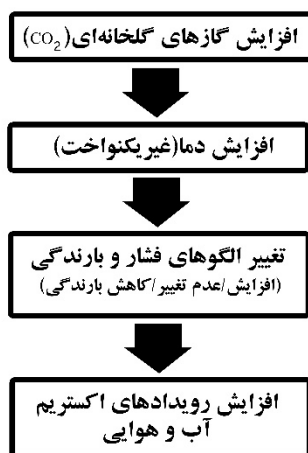 افزایش گازهای گلخانه‌ای(CO₂)
افزایش دما(غیریکنواخت)
تغییر الگوهای فشار و بارندگی
(افزایش/عدم تغییر/کاهش بارندگی)
افزایش رویدادهای اکستریم
آب و هوایی